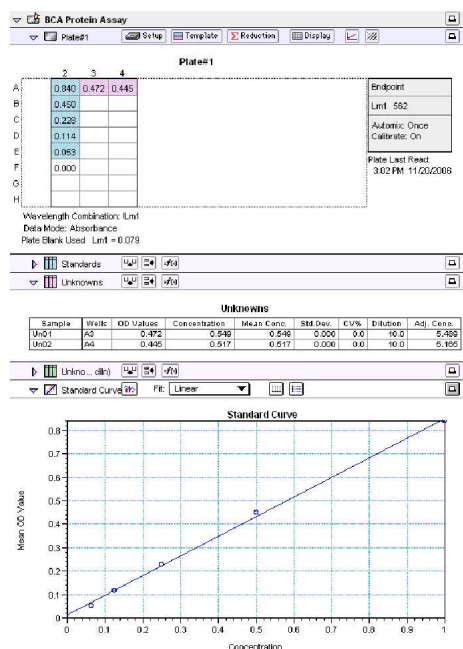 BCA Protein Assay
Plate#1 Setup Template Reduction Display
Plate#1
2 3 4
A 0.840 0.472 0.445
B 0.450
C 0.228
D 0.114
E 0.053
F 0.000
G
H
Endpoint
Lm1 562
Automix: Once
Calibrate: On
Plate Last Read:
3:02 PM 11/20/2006
Wavelength Combination: !Lm1
Data Mode: Absorbance
Plate Blank Used Lm1 = 0.079
Standards
Unknowns
Unknowns
Sample Wells OD Values Concentration Mean Conc. Std.Dev. CV% Dilution Adj. Conc.
Un01 A3 0.472 0.549 0.549 0.000 0.0 10.0 5.489
Un02 A4 0.445 0.517 0.517 0.000 0.0 10.0 5.165
Unkno... diln)
Standard Curve Fit: Linear
Standard Curve
0.8
0.7
0.6
0.5
0.4
0.3
0.2
0.1
0
Mean OD Value
0 0.1 0.2 0.3 0.4 0.5 0.6 0.7 0.8 0.9 1
Concentration